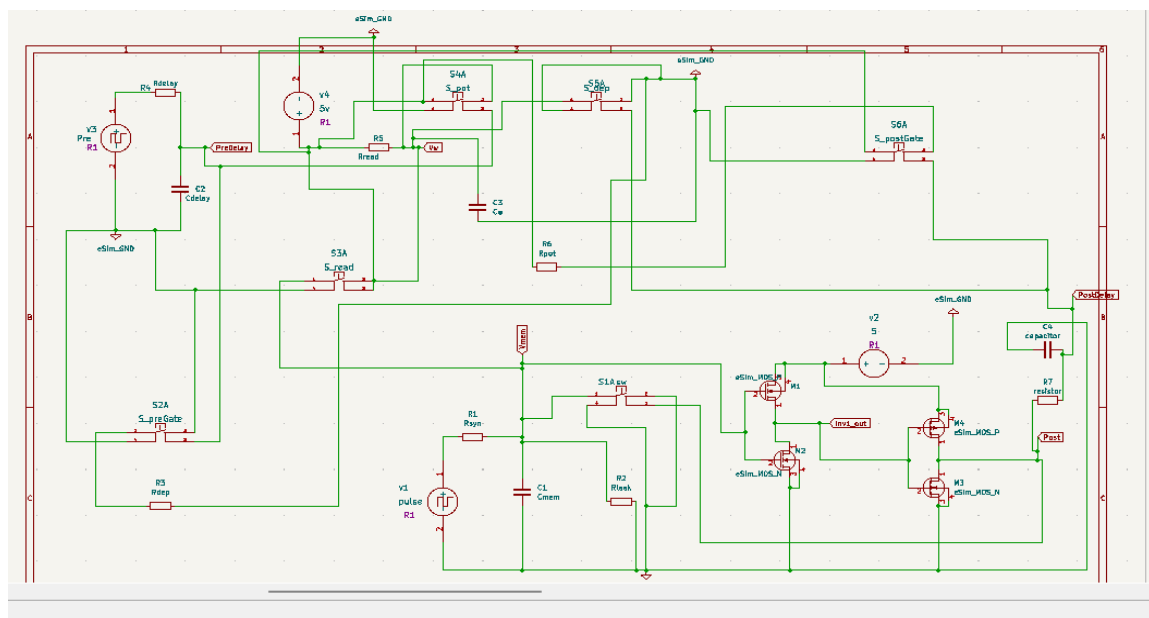 eSim_GND
1
2
3
4
5
6
eSim_GND
S4A
S_pot
S5A
S_dep
R4
Rdelay
v4
5v
R1
S6A
S_postGate
v3
Pre
R1
A
A
R5
Rread
PreDelay
Vw
C2
Cdelay
C3
Cw
eSim_GND
R6
Rpot
S3A
S_read
PostDelay
eSim_GND
B
B
v2
5
R1
C4
capacitor
Vmem
1
2
eSim_MOS_P
M1
S1A
sw
R7
resistor
S2A
S_preGate
R1
Rsyn
Inv1_out
M4
eSim_MOS_P
Post
M2
eSim_MOS_N
R3
Rdep
v1
pulse
R1
C1
Cmem
R2
Rleak
M3
eSim_MOS_N
C
C